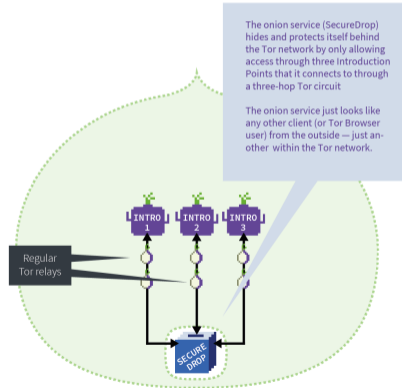 The onion service (SecureDrop)
hides and protects itself behind
the Tor network by only allowing
access through three Introduction
Points that it connects to through
a three-hop Tor circuit
The onion service just looks like
any other client (or Tor Browser
user) from the outside — just an-
other within the Tor network.
INTRO
1
INTRO
2
INTRO
3
Regular
Tor relays
SECURE
DROP